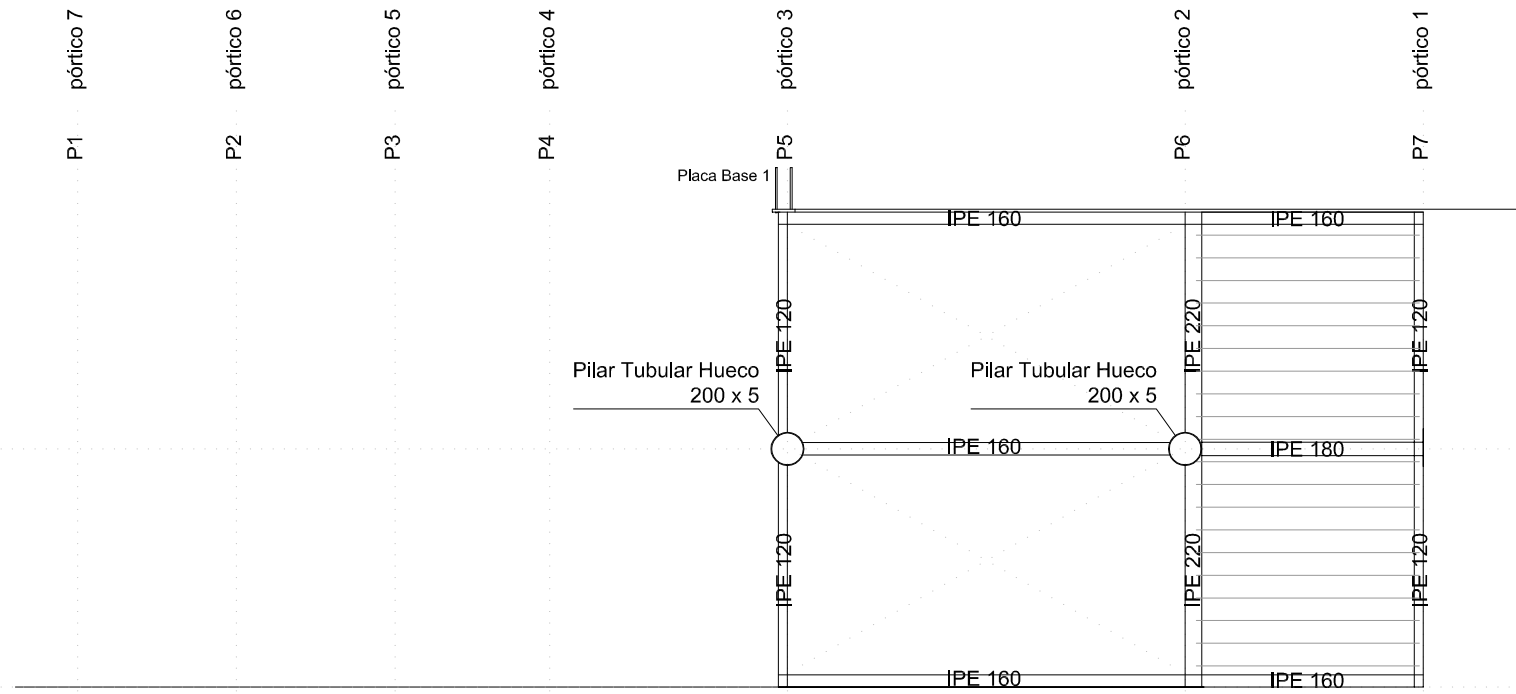 pórtico 7
pórtico 6
pórtico 5
pórtico 4
pórtico 3
pórtico 2
pórtico 1
P1
P2
P3
P4
P5
P6
P7
Placa Base 1
IPE 160
IPE 160
IPE 120
IPE 220
IPE 120
Pilar Tubular Hueco
200 x 5
Pilar Tubular Hueco
200 x 5
IPE 160
IPE 180
IPE 120
IPE 220
IPE 120
IPE 160
IPE 160